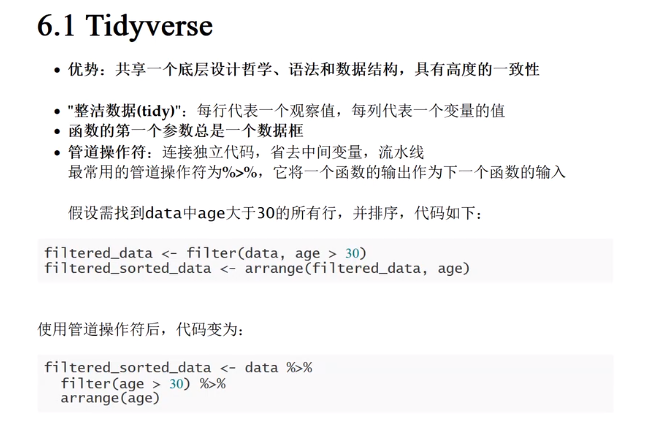 6.1 Tidyverse
• 优势：共享一个底层设计哲学、语法和数据结构，具有高度的一致性
• "整洁数据(tidy)"：每行代表一个观察值，每列代表一个变量的值
• 函数的第一个参数总是一个数据框
• 管道操作符：连接独立代码，省去中间变量，流水线
最常用的管道操作符为%>%，它将一个函数的输出作为下一个函数的输入
假设需找到data中age大于30的所有行，并排序，代码如下：
filtered_data <- filter(data, age > 30)
filtered_sorted_data <- arrange(filtered_data, age)
使用管道操作符后，代码变为：
filtered_sorted_data <- data %>%
  filter(age > 30) %>%
  arrange(age)